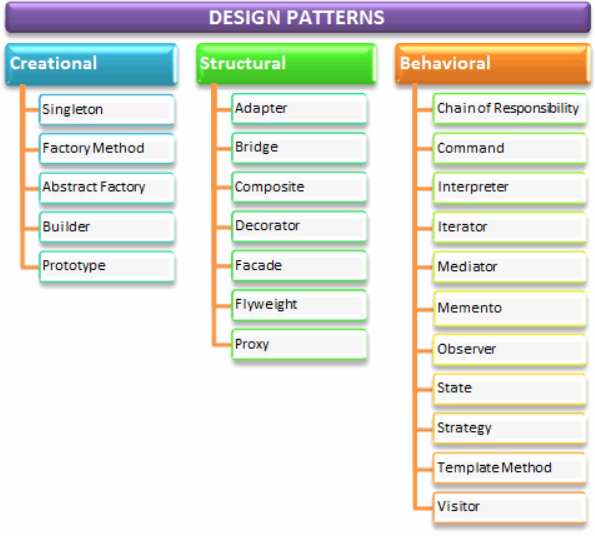 DESIGN PATTERNS
Creational
Singleton
Factory Method
Abstract Factory
Builder
Prototype
Structural
Adapter
Bridge
Composite
Decorator
Facade
Flyweight
Proxy
Behavioral
Chain of Responsibility
Command
Interpreter
Iterator
Mediator
Memento
Observer
State
Strategy
Template Method
Visitor